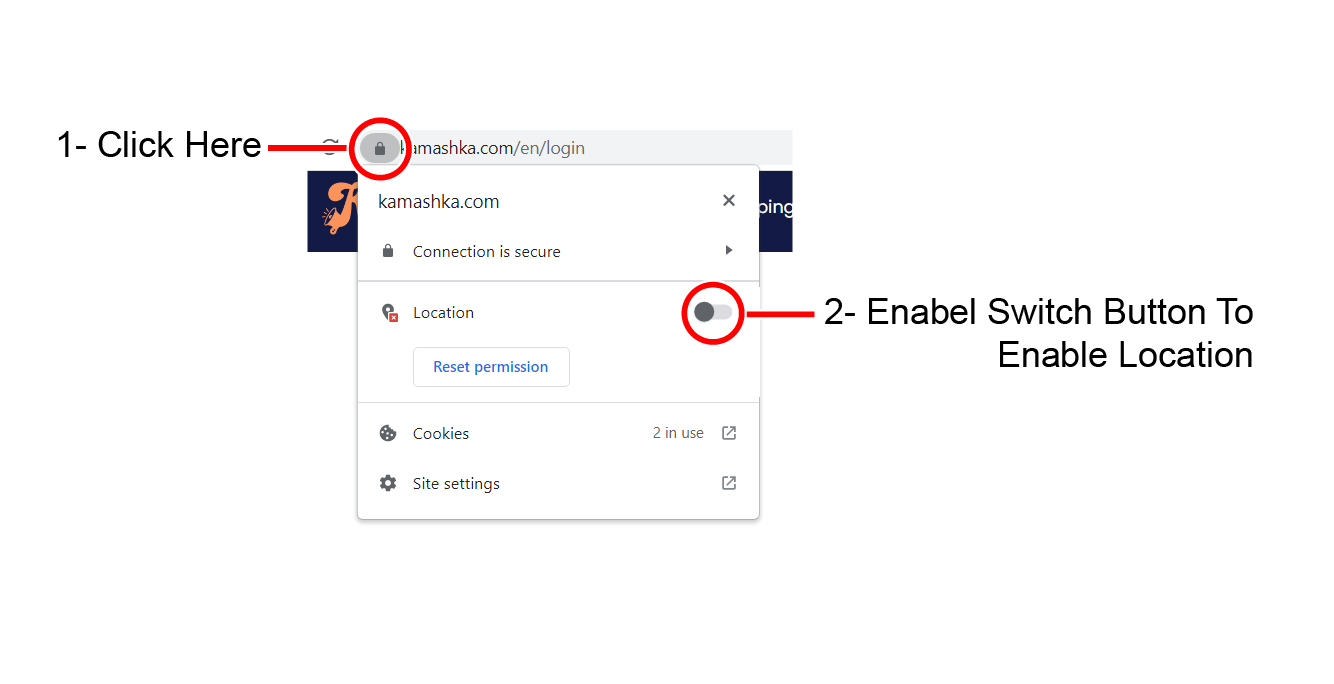 1- Click Here
kamashka.com/en/login
ping
kamashka.com
Connection is secure
Location
2- Enabel Switch Button To
Enable Location
Reset permission
Cookies 2 in use
Site settings